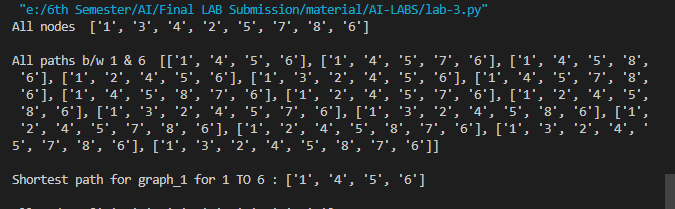 "e:/6th Semester/AI/Final LAB Submission/material/AI-LABS/lab-3.py"
All nodes  ['1', '3', '4', '2', '5', '7', '8', '6']
All paths b/w 1 & 6  [['1', '4', '5', '6'], ['1', '4', '5', '7', '6'], ['1', '4', '5', '8',
'6'], ['1', '2', '4', '5', '6'], ['1', '3', '2', '4', '5', '6'], ['1', '4', '5', '7', '8',
'6'], ['1', '4', '5', '8', '7', '6'], ['1', '2', '4', '5', '7', '6'], ['1', '2', '4', '5',
'8', '6'], ['1', '3', '2', '4', '5', '7', '6'], ['1', '3', '2', '4', '5', '8', '6'], ['1',
'2', '4', '5', '7', '8', '6'], ['1', '2', '4', '5', '8', '7', '6'], ['1', '3', '2', '4', '
5', '7', '8', '6'], ['1', '3', '2', '4', '5', '8', '7', '6']]
Shortest path for graph_1 for 1 TO 6 : ['1', '4', '5', '6']